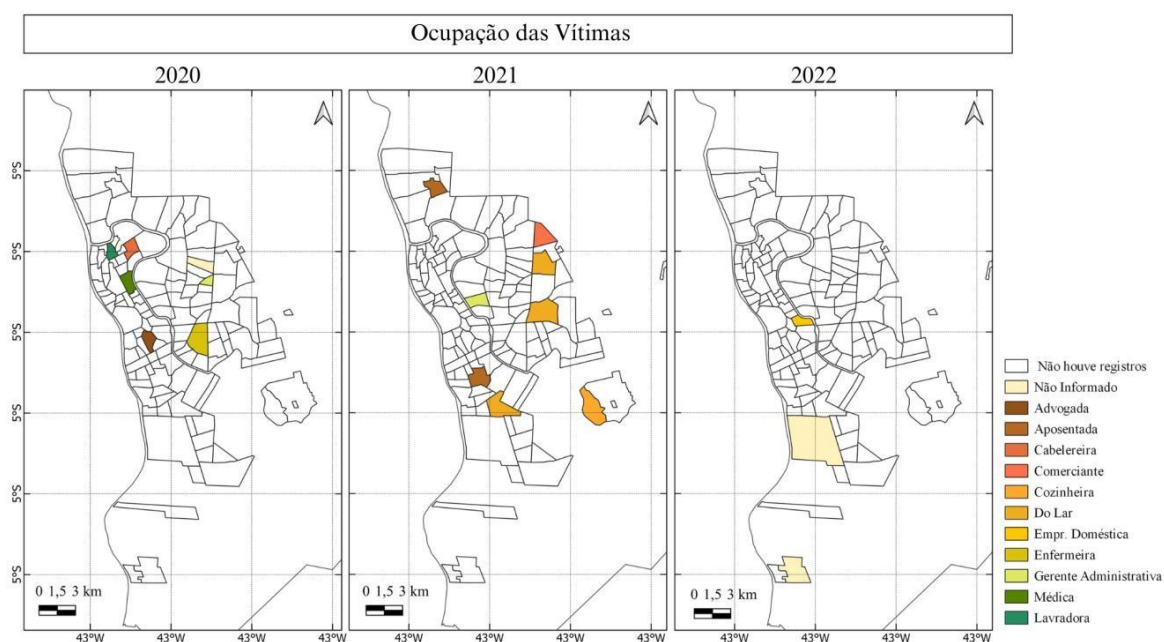 Ocupação das Vítimas
2020
2021
2022
5°S
5°S
5°S
5°S
5°S
5°S
0 1,5 3 km
0 1,5 3 km
0 1,5 3 km
43°W
43°W
43°W
43°W
43°W
43°W
43°W
43°W
43°W
43°W
43°W
43°W
Não houve registros
Não Informado
Advogada
Aposentada
Cabelereira
Comerciante
Cozinheira
Do Lar
Empr. Doméstica
Enfermeira
Gerente Administrativa
Médica
Lavradora